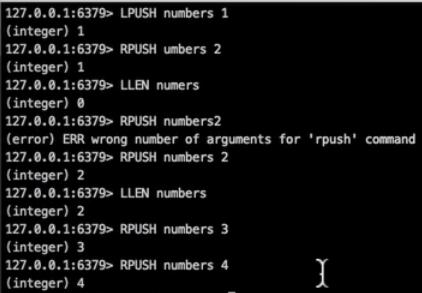 127.0.0.1:6379> LPUSH numbers 1
(integer) 1
127.0.0.1:6379> RPUSH umbers 2
(integer) 1
127.0.0.1:6379> LLEN numers
(integer) 0
127.0.0.1:6379> RPUSH numbers2
(error) ERR wrong number of arguments for 'rpush' command
127.0.0.1:6379> RPUSH numbers 2
(integer) 2
127.0.0.1:6379> LLEN numbers
(integer) 2
127.0.0.1:6379> RPUSH numbers 3
(integer) 3
127.0.0.1:6379> RPUSH numbers 4
(integer) 4